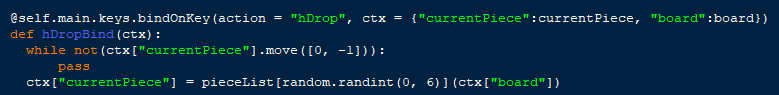 @self.main.keys.bindOnKey(action = "hDrop", ctx = {"currentPiece":currentPiece, "board":board})
def hDropBind(ctx):
  while not(ctx["currentPiece"].move([0, -1])):
      pass
  ctx["currentPiece"] = pieceList[random.randint(0, 6)](ctx["board"])